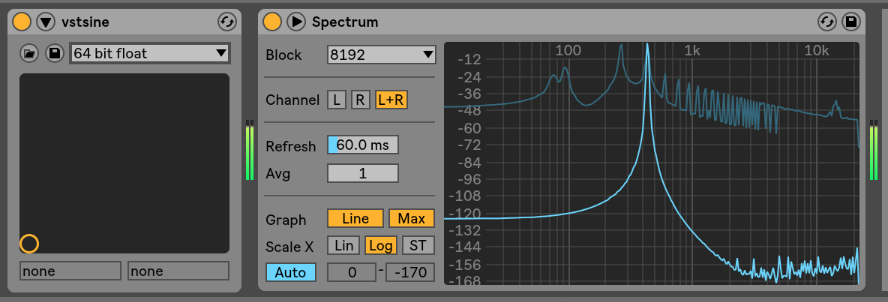 vstsine
64 bit float
none none
Spectrum
Block 8192
Channel L R L+R
Refresh 60.0 ms
Avg 1
Graph Line Max
Scale X Lin Log ST
Auto 0 - -170
100 1k 10k
-12
-24
-36
-48
-60
-72
-84
-96
-108
-120
-132
-144
-156
-168